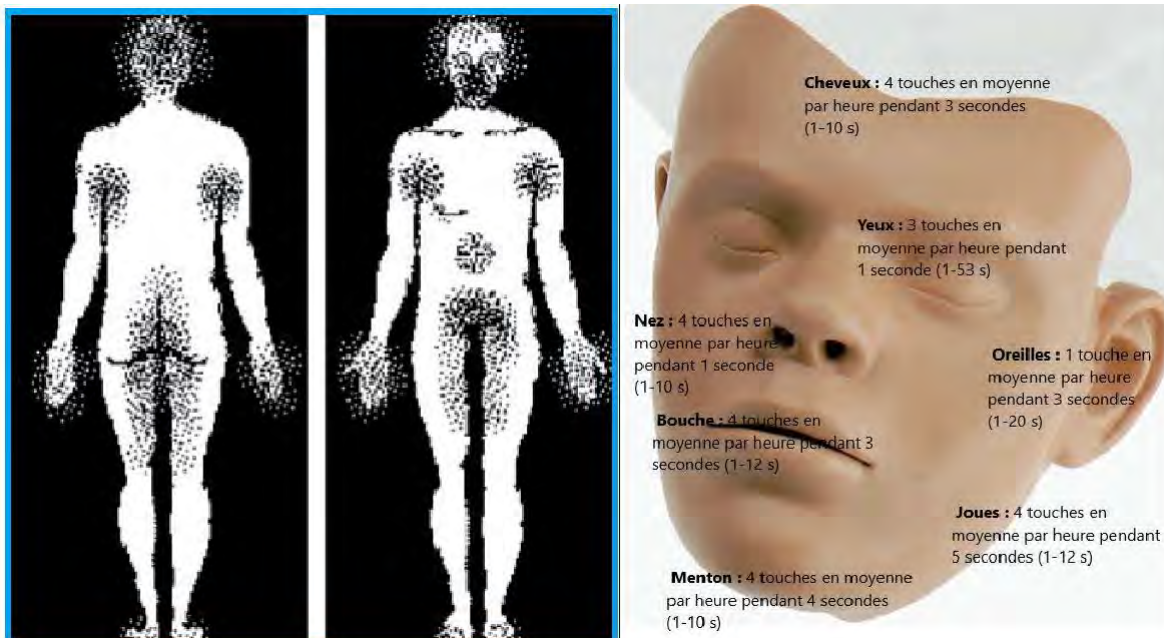 Cheveux : 4 touches en moyenne
par heure pendant 3 secondes
(1-10 s)
Yeux : 3 touches en
moyenne par heure pendant
1 seconde (1-53 s)
Nez : 4 touches en
moyenne par heure
pendant 1 seconde
(1-10 s)
Oreilles : 1 touche en
moyenne par heure
pendant 3 secondes
(1-20 s)
Bouche : 4 touches en
moyenne par heure pendant 3
secondes (1-12 s)
Joues : 4 touches en
moyenne par heure pendant
5 secondes (1-12 s)
Menton : 4 touches en moyenne
par heure pendant 4 secondes
(1-10 s)